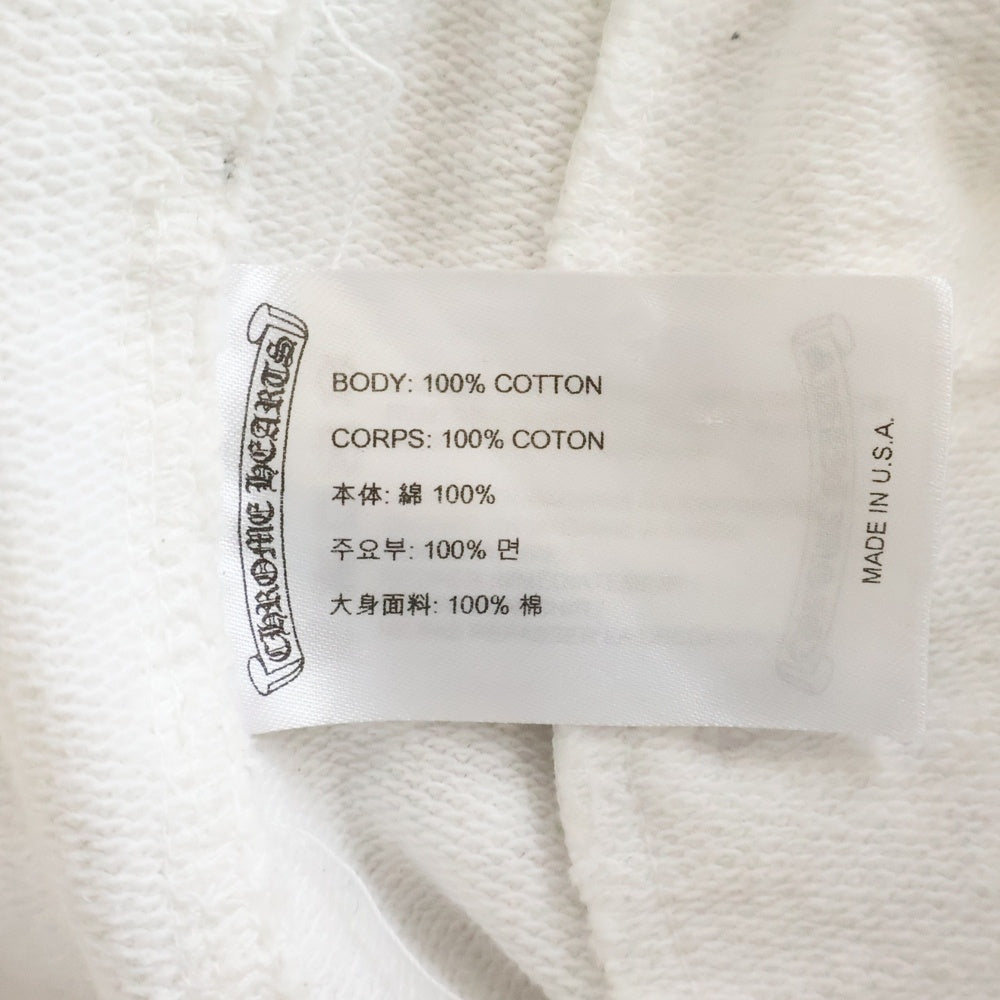 CHROME HEARTS
BODY: 100% COTTON
CORPS: 100% COTON
本体: 綿 100%
주요부: 100% 면
大身面料: 100% 棉
MADE IN U.S.A.